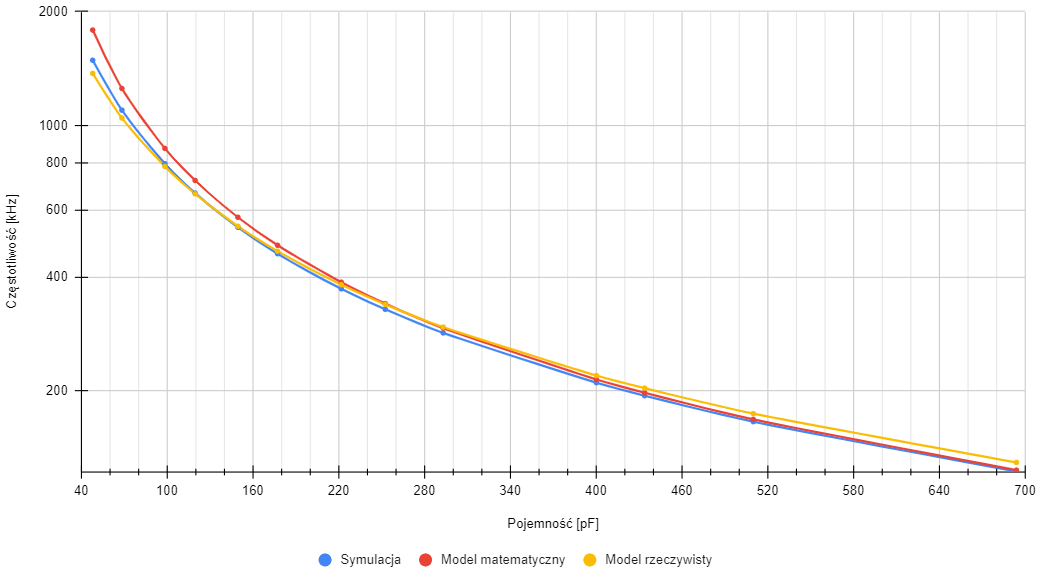 2000
1000
800
600
400
200
Częstotliwość [kHz]
40 100 160 220 280 340 400 460 520 580 640 700
Pojemność [pF]
Symulacja Model matematyczny Model rzeczywisty